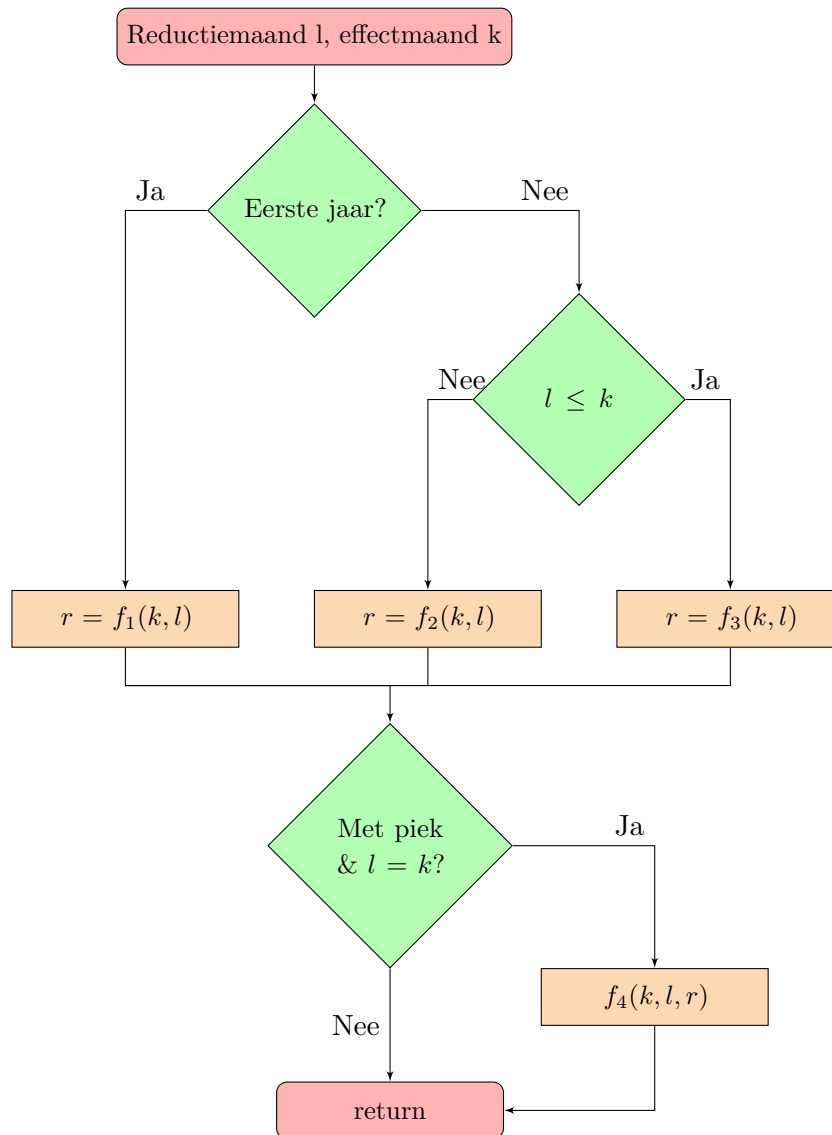 Reductiemaand l, effectmaand k
Eerste jaar?
Ja
Nee
l ≤ k
Nee
Ja
r = f₁(k, l)
r = f₂(k, l)
r = f₃(k, l)
Met piek
& l = k?
Ja
f₄(k, l, r)
Nee
return